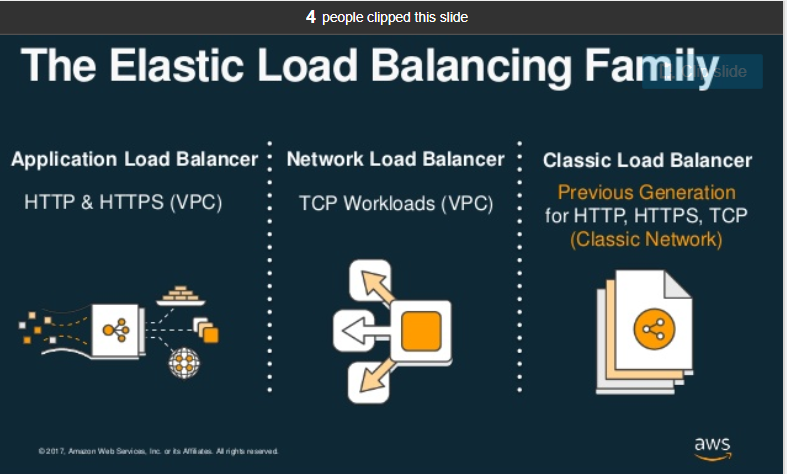 4 people clipped this slide
The Elastic Load Balancing Family
Clip slide
Application Load Balancer
HTTP & HTTPS (VPC)
Network Load Balancer
TCP Workloads (VPC)
Classic Load Balancer
Previous Generation
for HTTP, HTTPS, TCP
(Classic Network)
© 2017, Amazon Web Services, Inc. or its Affiliates. All rights reserved.
aws